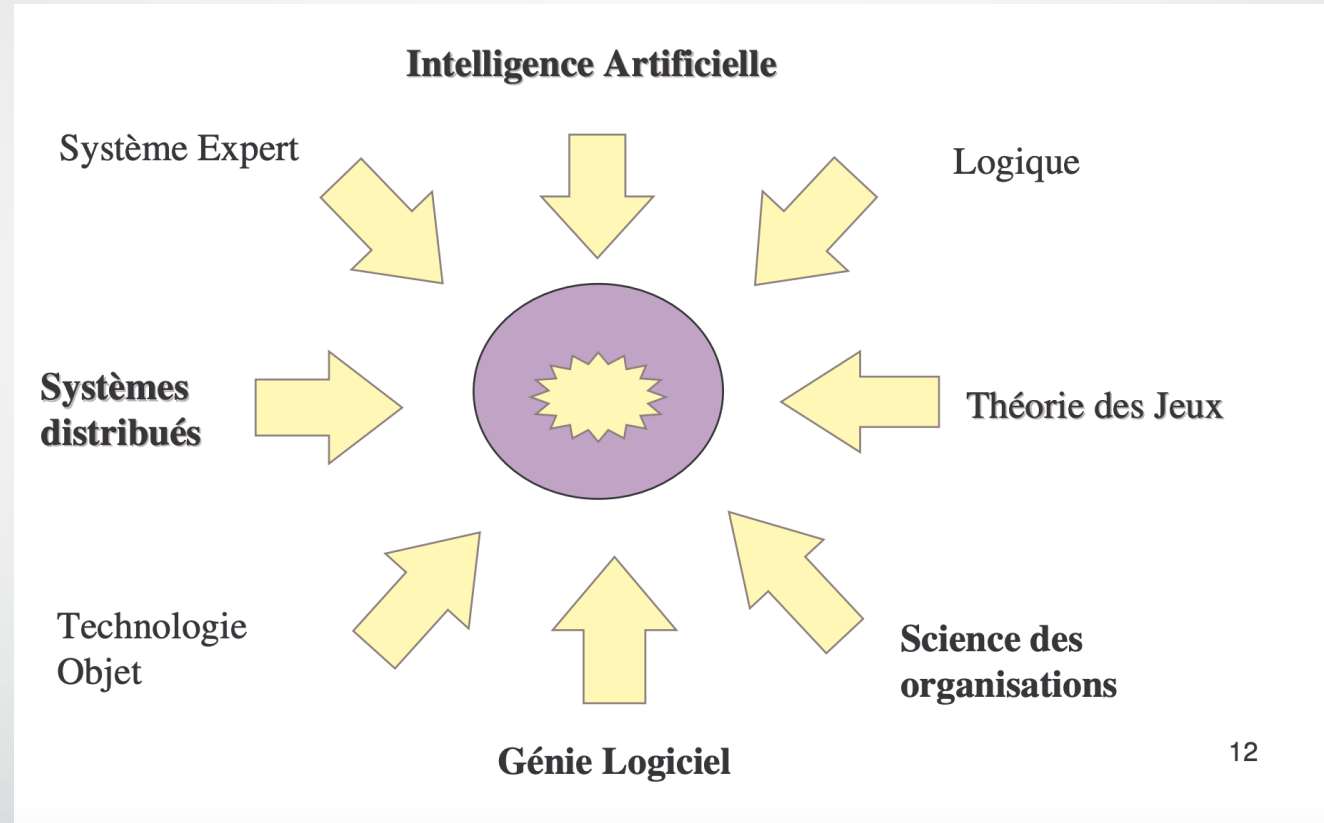 Intelligence Artificielle
Système Expert
Logique
Systèmes
distribués
Théorie des Jeux
Technologie
Objet
Science des
organisations
Génie Logiciel
12